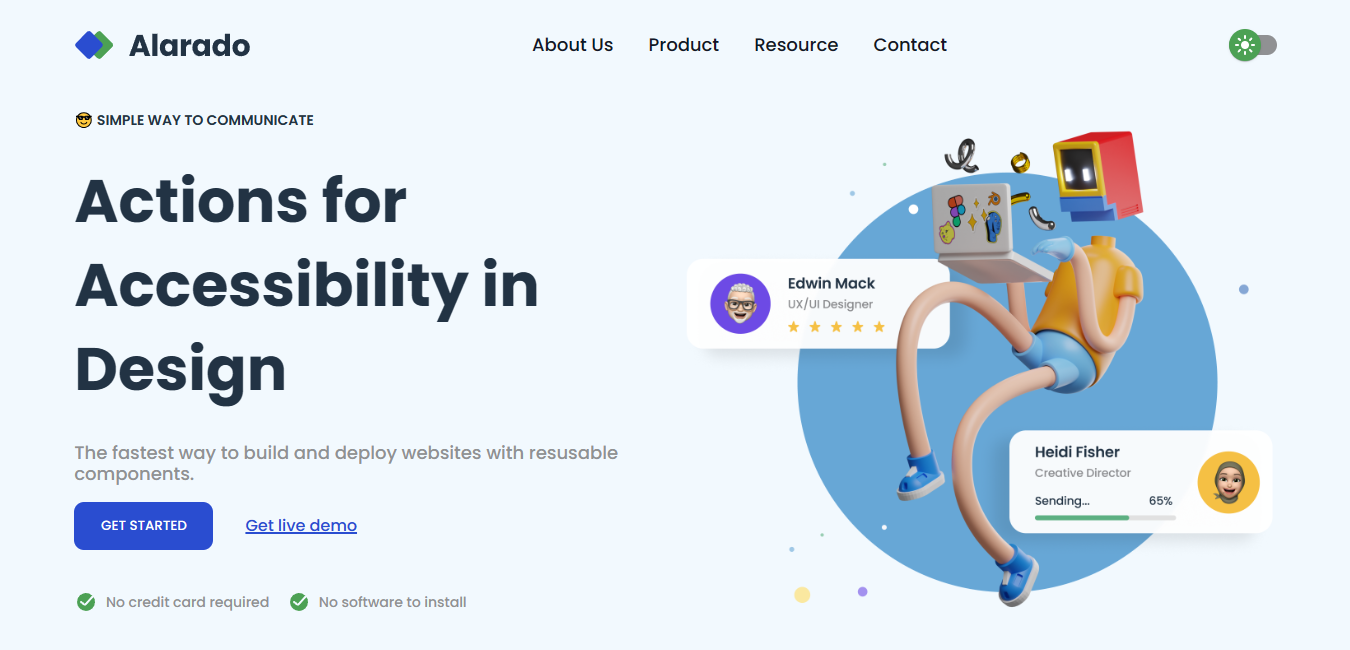 Alarado
About Us
Product
Resource
Contact
😎 SIMPLE WAY TO COMMUNICATE
Actions for
Accessibility in
Design
The fastest way to build and deploy websites with resusable
components.
GET STARTED
Get live demo
No credit card required
No software to install
Edwin Mack
UX/UI Designer
Heidi Fisher
Creative Director
Sending... 65%